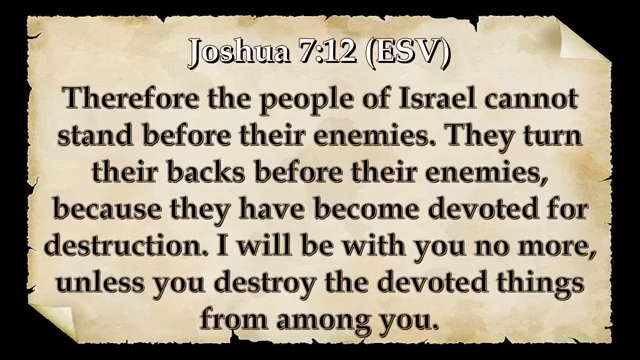 Joshua 7:12 (ESV)
Therefore the people of Israel cannot
stand before their enemies. They turn
their backs before their enemies,
because they have become devoted for
destruction. I will be with you no more,
unless you destroy the devoted things
from among you.